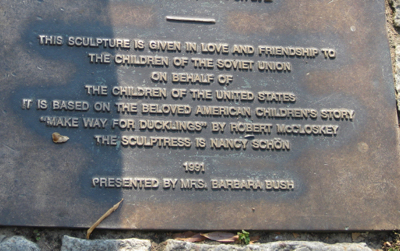 THIS SCULPTURE IS GIVEN IN LOVE AND FRIENDSHIP TO
THE CHILDREN OF THE SOVIET UNION
ON BEHALF OF
THE CHILDREN OF THE UNITED STATES
IT IS BASED ON THE BELOVED AMERICAN CHILDREN'S STORY
"MAKE WAY FOR DUCKLINGS" BY ROBERT McCLOSKEY
THE SCULPTRESS IS NANCY SCHÖN
1991
PRESENTED BY MRS. BARBARA BUSH